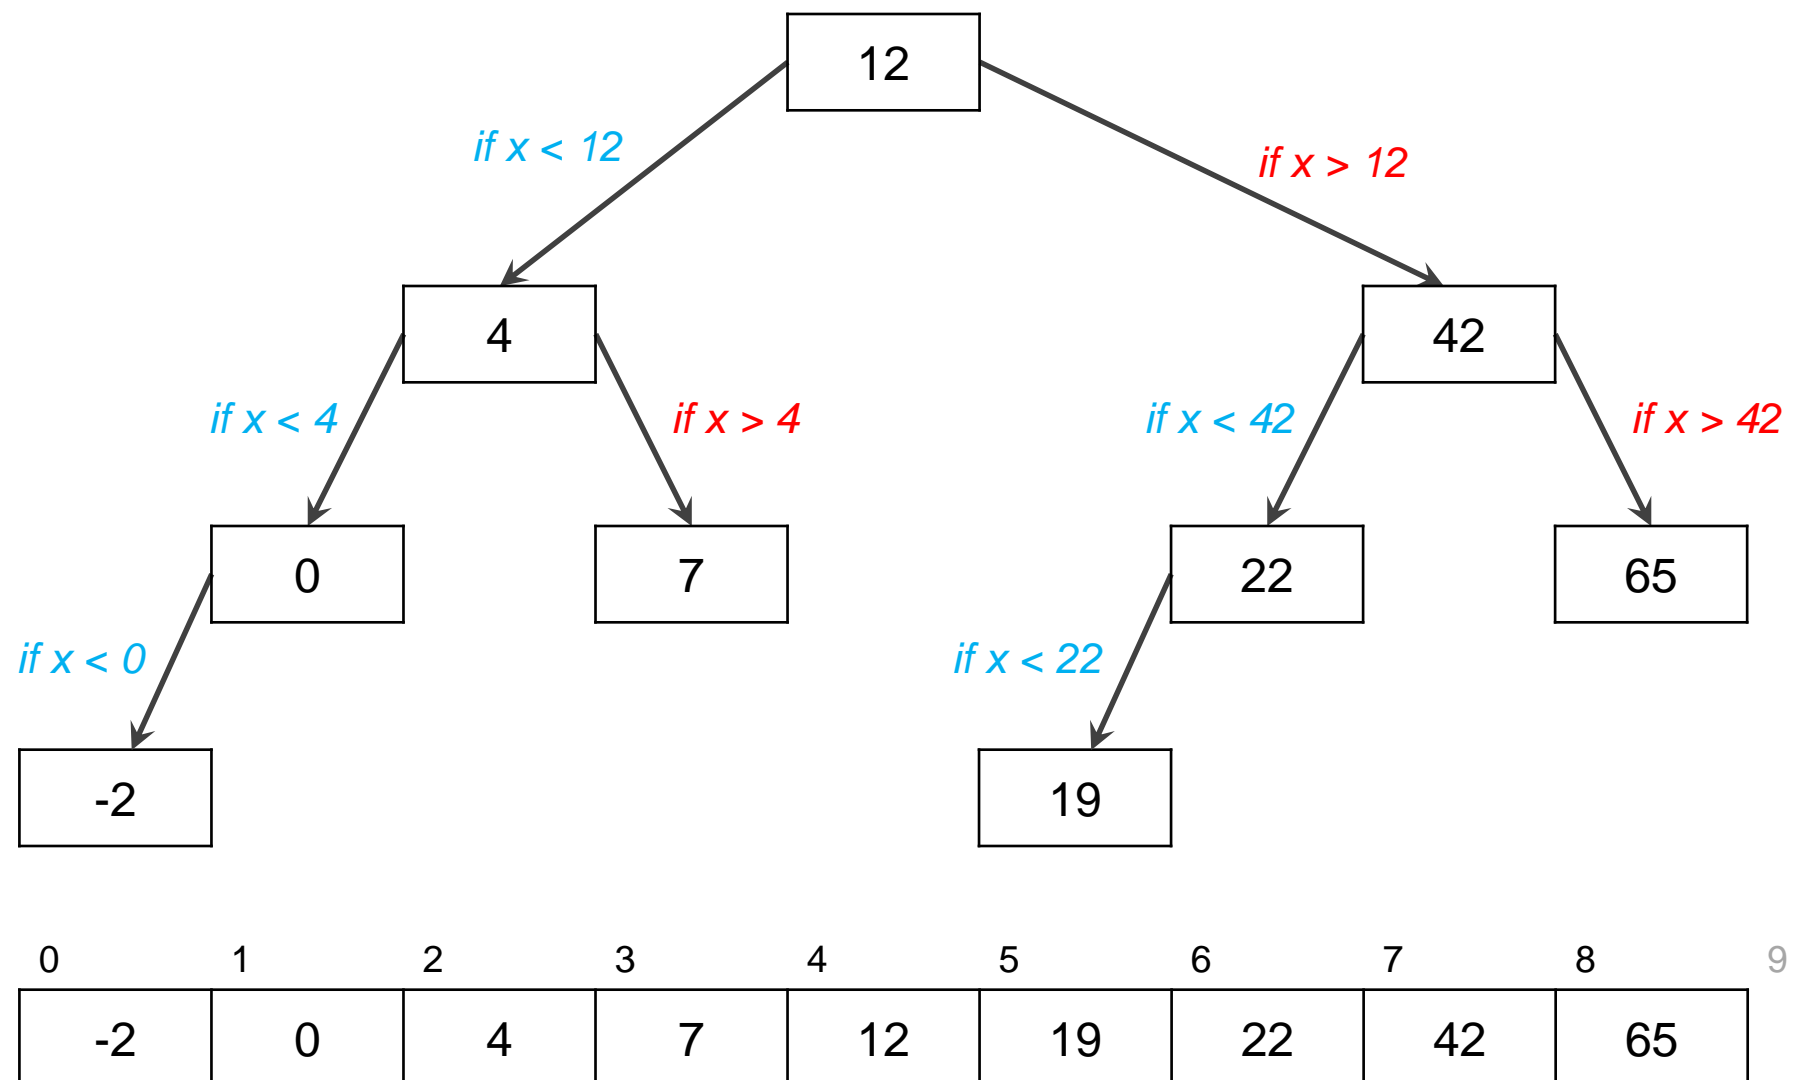 12
if x < 12
if x > 12
4
42
if x < 4
if x > 4
if x < 42
if x > 42
0
7
22
65
if x < 0
if x < 22
-2
19
0 1 2 3 4 5 6 7 8 9
-2 0 4 7 12 19 22 42 65